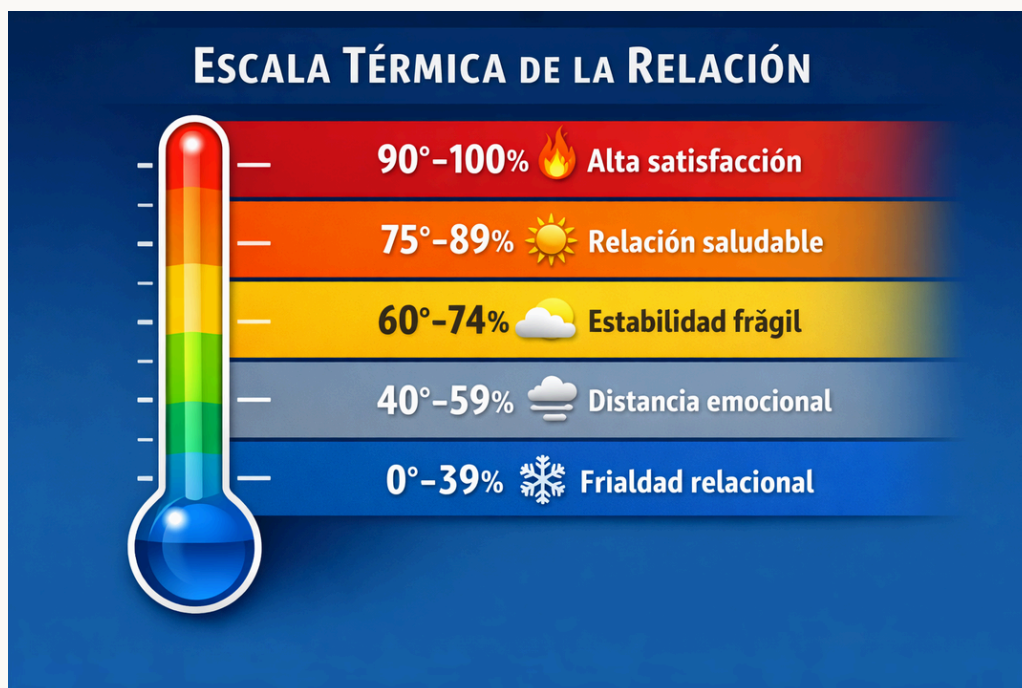 ESCALA TÉRMICA DE LA RELACIÓN
90°–100% Alta satisfacción
75°–89% Relación saludable
60°–74% Estabilidad frăgil
40°–59% Distancia emocional
0°–39% Frialdad relacional